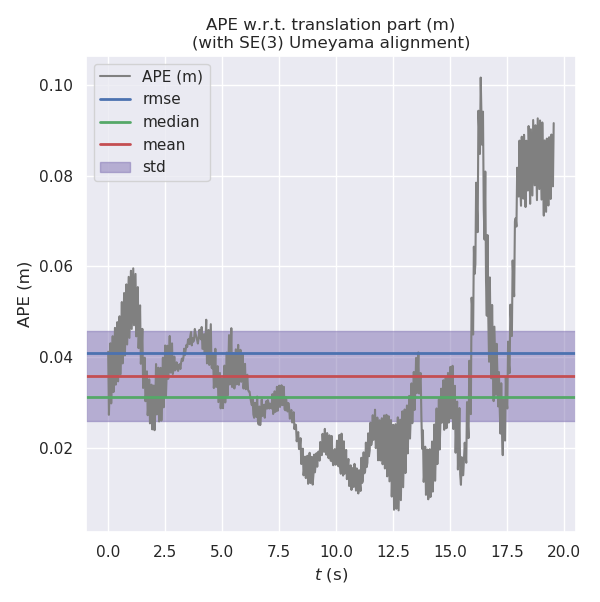 APE w.r.t. translation part (m)
(with SE(3) Umeyama alignment)
APE (m)
rmse
median
mean
std
0.10
0.08
0.06
0.04
0.02
APE (m)
0.0 2.5 5.0 7.5 10.0 12.5 15.0 17.5 20.0
t (s)